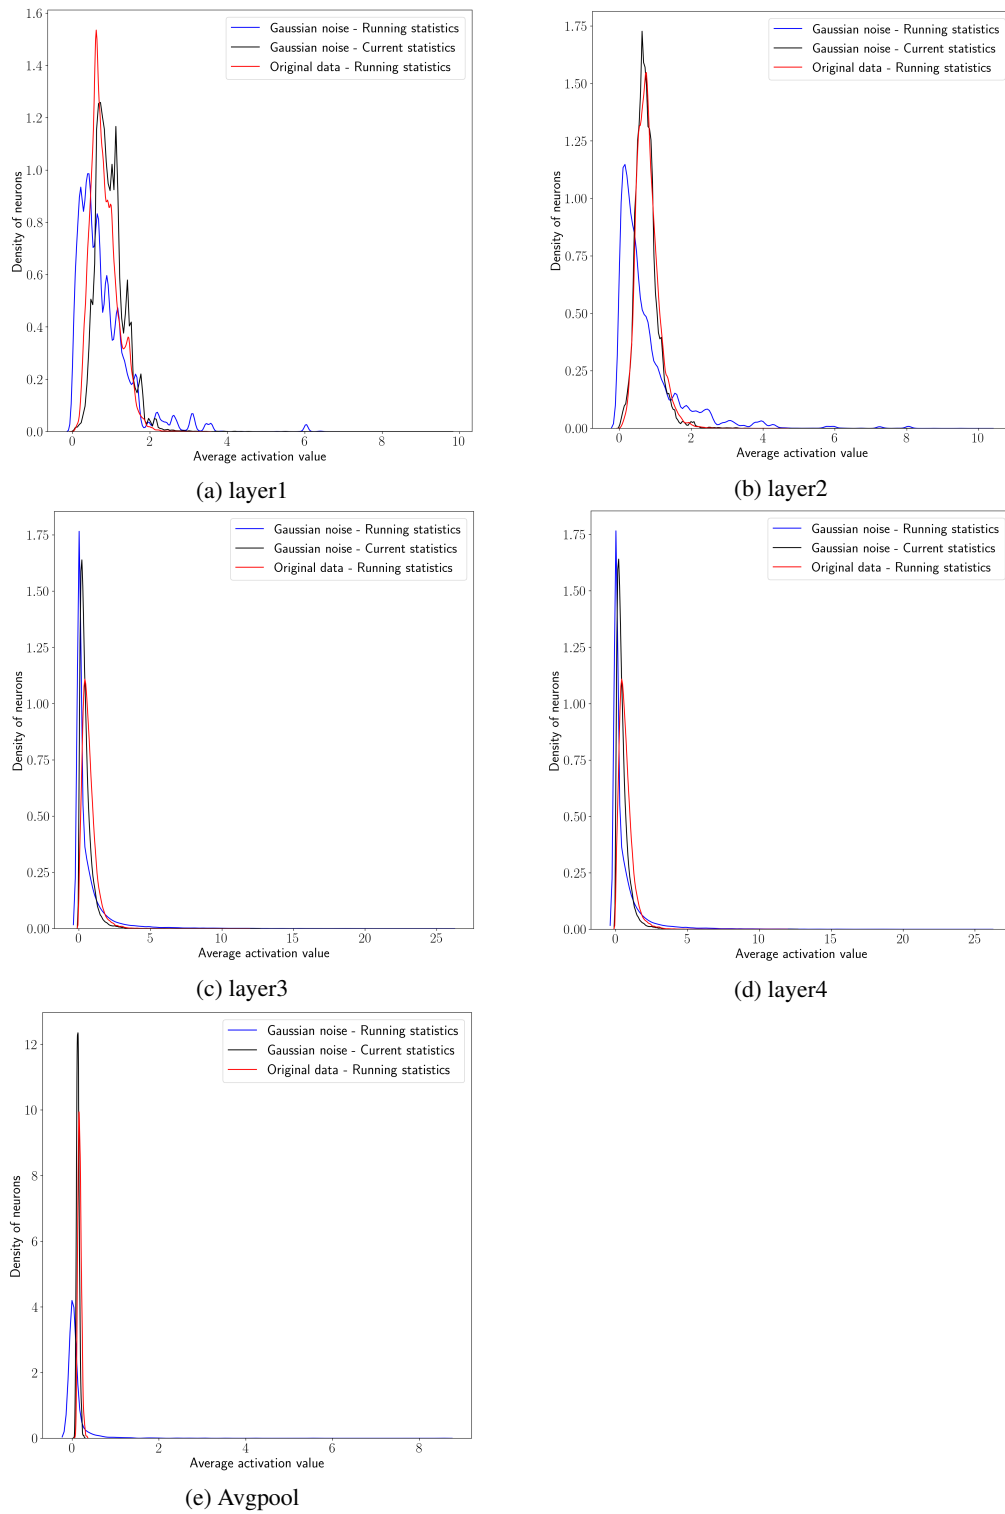 Gaussian noise - Running statistics
Gaussian noise - Current statistics
Original data - Running statistics
1.6
1.4
1.2
1.0
0.8
0.6
0.4
0.2
0.0
Density of neurons
0 2 4 6 8 10
Average activation value
(a) layer1
Gaussian noise - Running statistics
Gaussian noise - Current statistics
Original data - Running statistics
1.75
1.50
1.25
1.00
0.75
0.50
0.25
0.00
Density of neurons
0 2 4 6 8 10
Average activation value
(b) layer2
Gaussian noise - Running statistics
Gaussian noise - Current statistics
Original data - Running statistics
1.75
1.50
1.25
1.00
0.75
0.50
0.25
0.00
Density of neurons
0 5 10 15 20 25
Average activation value
(c) layer3
Gaussian noise - Running statistics
Gaussian noise - Current statistics
Original data - Running statistics
1.75
1.50
1.25
1.00
0.75
0.50
0.25
0.00
Density of neurons
0 5 10 15 20 25
Average activation value
(d) layer4
Gaussian noise - Running statistics
Gaussian noise - Current statistics
Original data - Running statistics
12
10
8
6
4
2
0
Density of neurons
0 2 4 6 8
Average activation value
(e) Avgpool